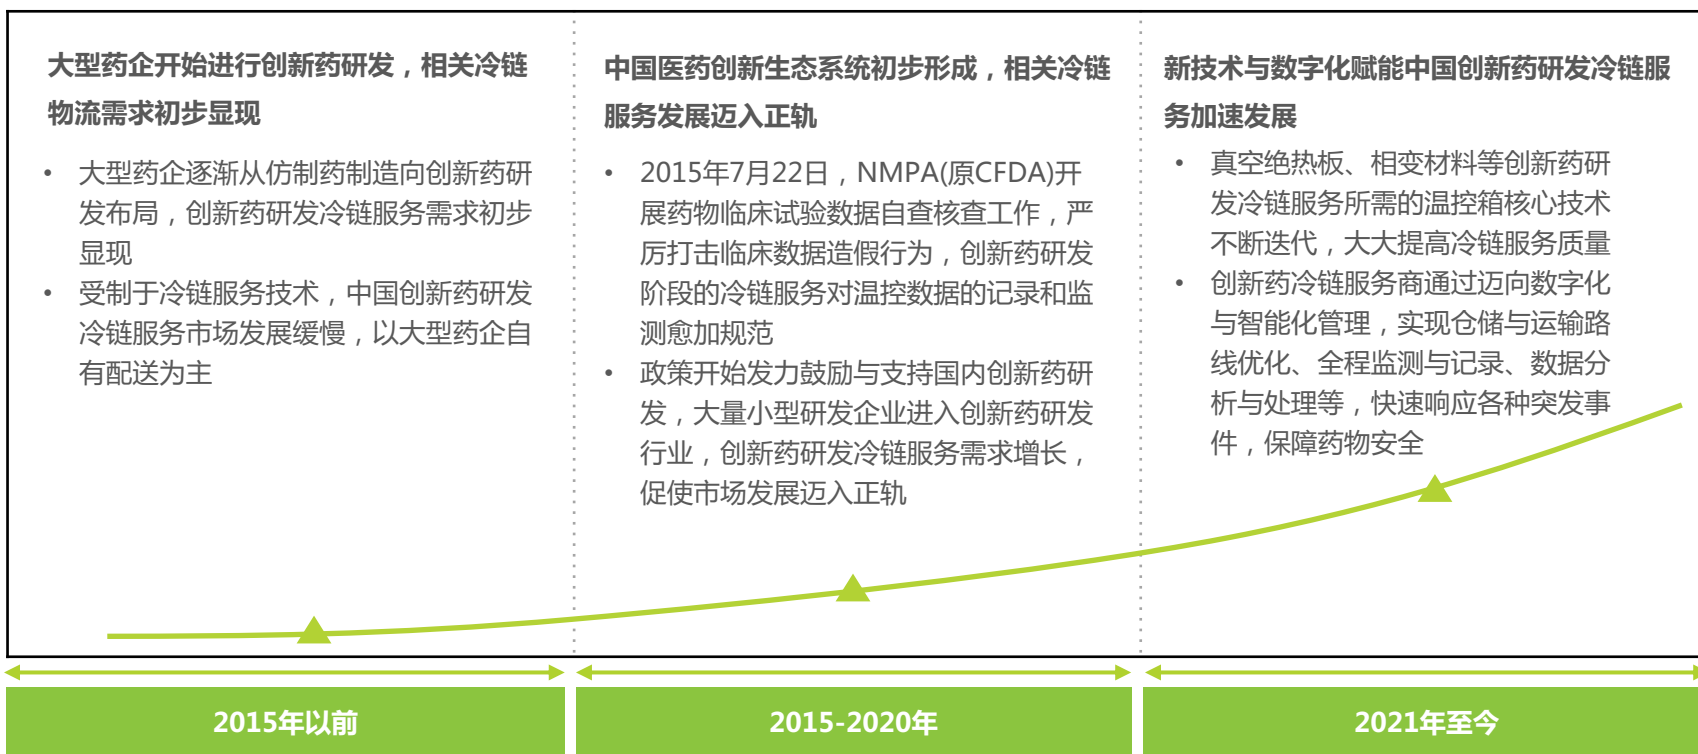 大型药企开始进行创新药研发，相关冷链
物流需求初步显现
• 大型药企逐渐从仿制药制造向创新药研
发布局，创新药研发冷链服务需求初步
显现
• 受制于冷链服务技术，中国创新药研发
冷链服务市场发展缓慢，以大型药企自
有配送为主
中国医药创新生态系统初步形成，相关冷链
服务发展迈入正轨
• 2015年7月22日，NMPA(原CFDA)开
展药物临床试验数据自查核查工作，严
厉打击临床数据造假行为，创新药研发
阶段的冷链服务对温控数据的记录和监
测愈加规范
• 政策开始发力鼓励与支持国内创新药研
发，大量小型研发企业进入创新药研发
行业，创新药研发冷链服务需求增长，
促使市场发展迈入正轨
新技术与数字化赋能中国创新药研发冷链服
务加速发展
• 真空绝热板、相变材料等创新药研
发冷链服务所需的温控箱核心技术
不断迭代，大大提高冷链服务质量
• 创新药冷链服务商通过迈向数字化
与智能化管理，实现仓储与运输路
线优化、全程监测与记录、数据分
析与处理等，快速响应各种突发事
件，保障药物安全
2015年以前
2015-2020年
2021年至今